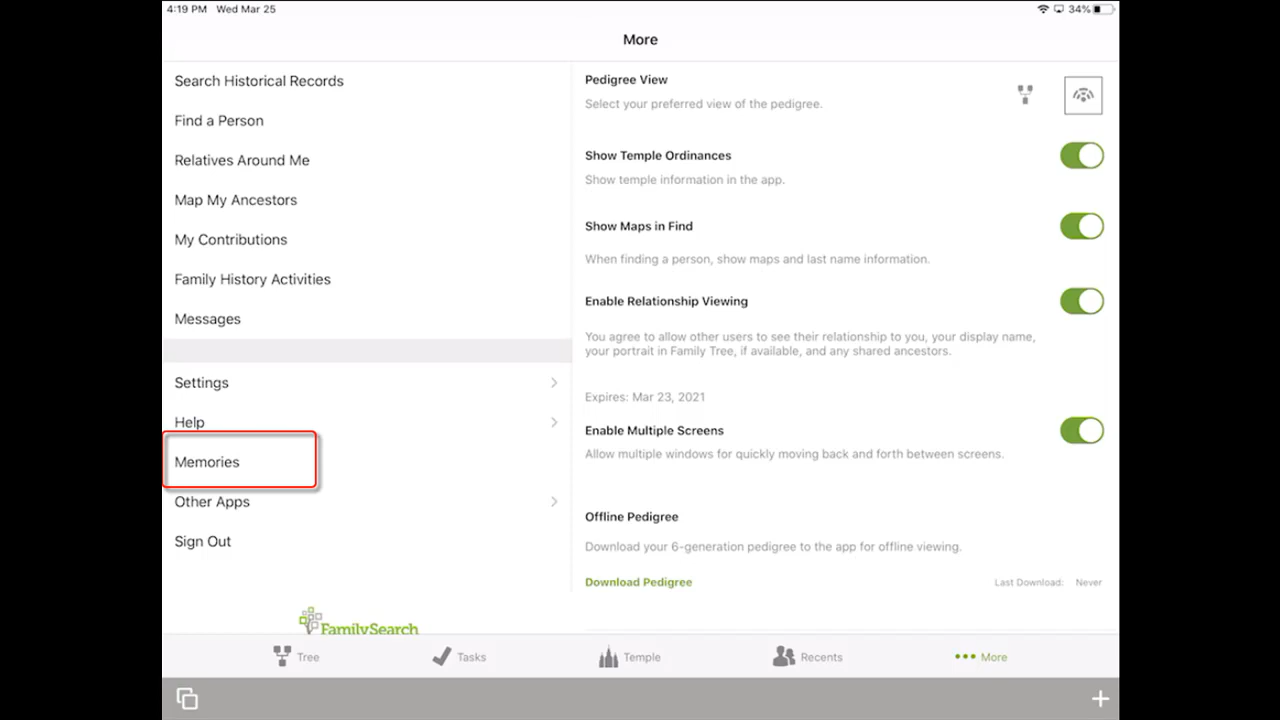 4:19 PM Wed Mar 25
34%
More
Search Historical Records
Find a Person
Relatives Around Me
Map My Ancestors
My Contributions
Family History Activities
Messages
Settings
Help
Memories
Other Apps
Sign Out
FamilySearch
Pedigree View
Select your preferred view of the pedigree.
Show Temple Ordinances
Show temple information in the app.
Show Maps in Find
When finding a person, show maps and last name information.
Enable Relationship Viewing
You agree to allow other users to see their relationship to you, your display name,
your portrait in Family Tree, if available, and any shared ancestors.
Expires: Mar 23, 2021
Enable Multiple Screens
Allow multiple windows for quickly moving back and forth between screens.
Offline Pedigree
Download your 6-generation pedigree to the app for offline viewing.
Download Pedigree
Last Download: Never
Tree
Tasks
Temple
Recents
More